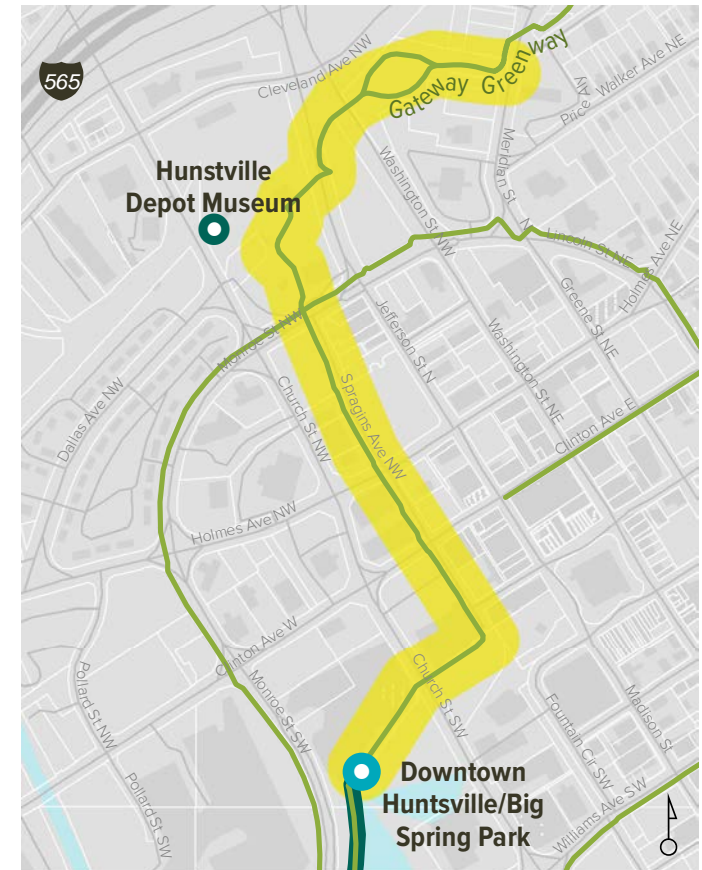 565
Cleveland Ave NW
Gateway Greenway
Price Aly
Walker Ave NE
Meridian St N
Washington St NW
Hunstville
Depot Museum
Lincoln St NE
Holmes Ave NE
Greene St NE
Monroe St NW
Jefferson St N
Washington St NE
Church St NW
Spragins Ave NW
Dallas Ave NW
Clinton Ave E
Holmes Ave NW
Clinton Ave W
Pollard St NW
Monroe St SW
Church St SW
Fountain Cir SW
Madison St
Pollard St SW
Downtown
Huntsville/Big
Spring Park
Williams Ave SW